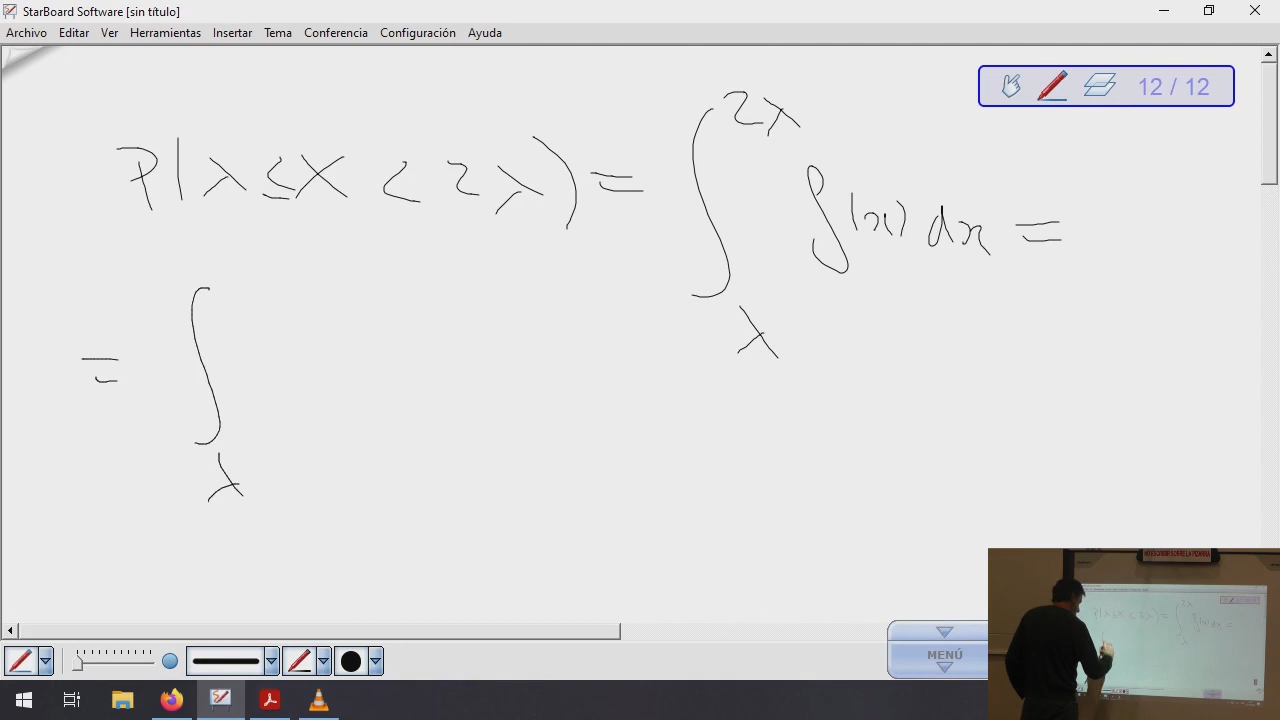 StarBoard Software [sin título]
Archivo Editar Ver Herramientas Insertar Tema Conferencia Configuración Ayuda
12 / 12
P(λ ≤ X < 2λ) = ∫_λ^{2λ} f(x) dx =
= ∫_λ
MENÚ